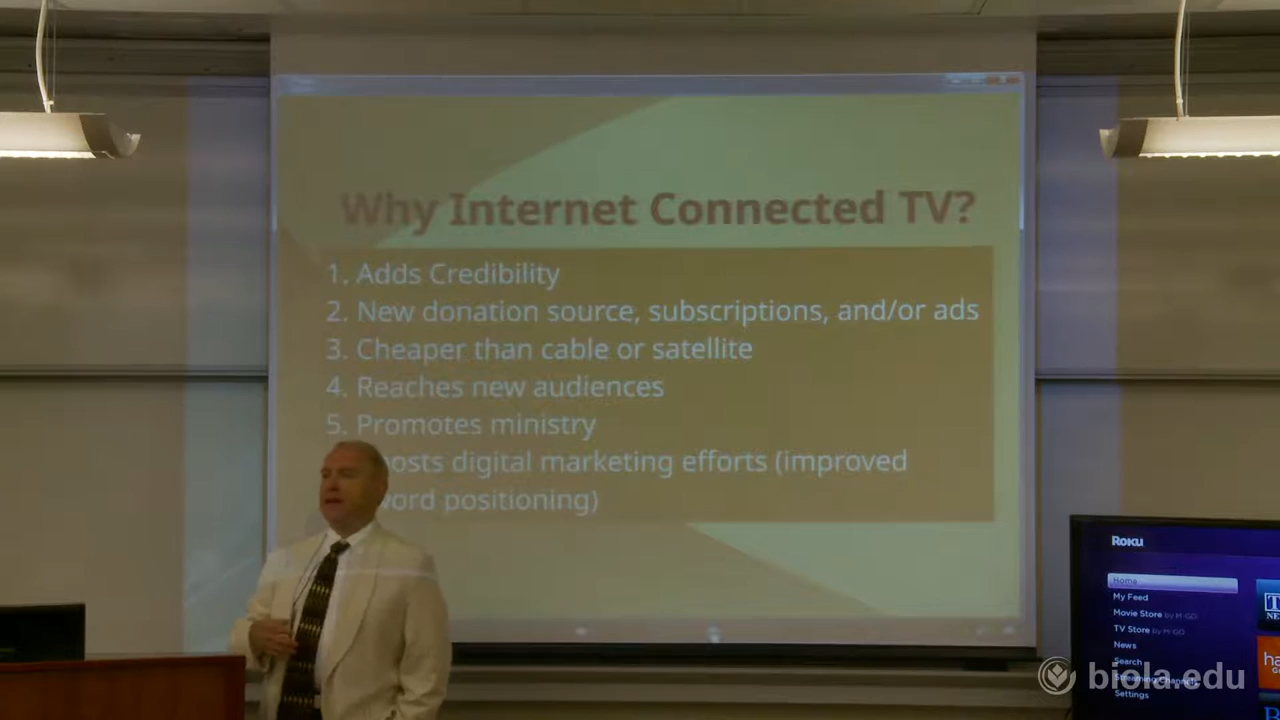 Why Internet Connected TV?
1. Adds Credibility
2. New donation source, subscriptions, and/or ads
3. Cheaper than cable or satellite
4. Reaches new audiences
5. Promotes ministry
digital marketing efforts (improved
positioning)
Roku
Home
My Feed
Movie Store by M-GO
TV Store by M-GO
News
Search
Streaming Channels
Settings
biola.edu